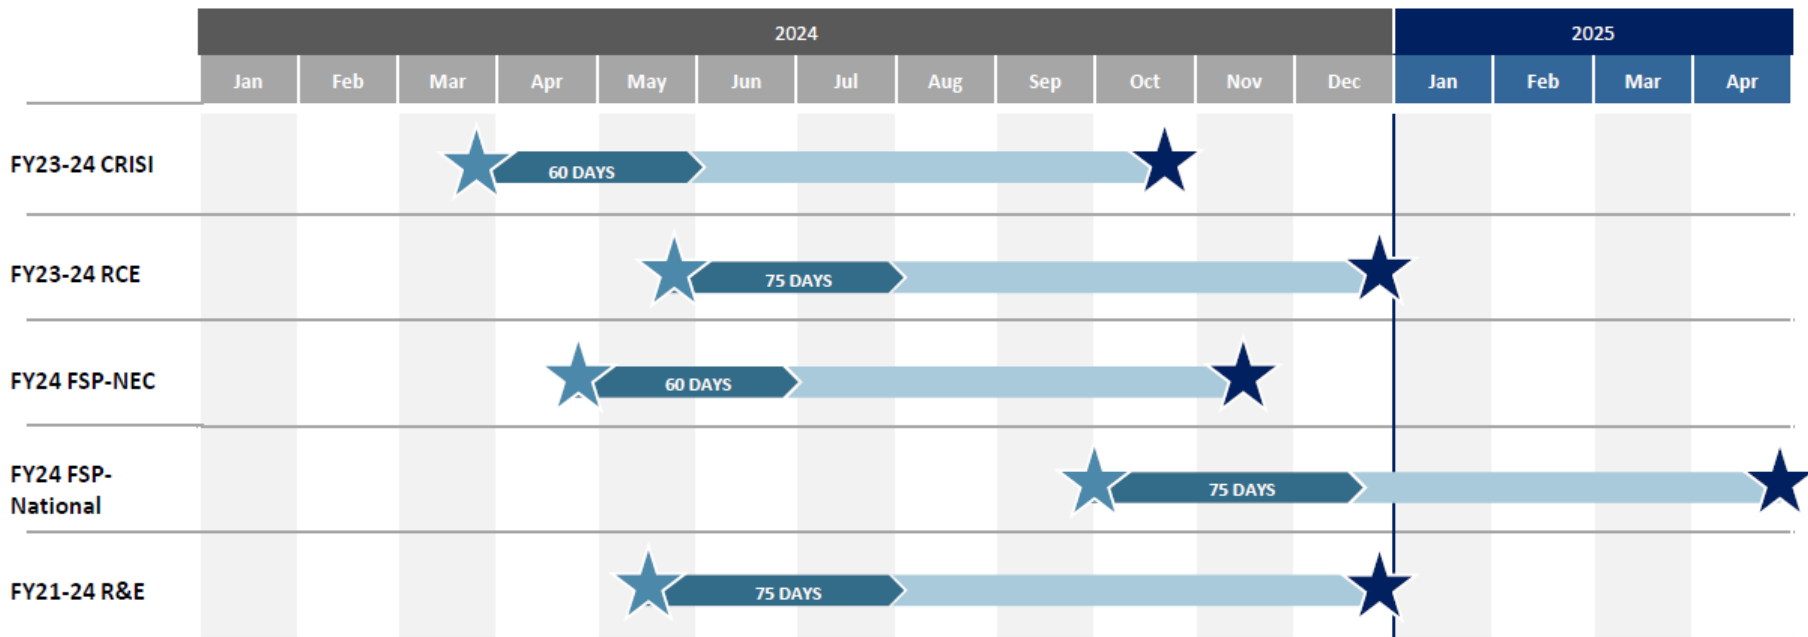 2024 2025
Jan Feb Mar Apr May Jun Jul Aug Sep Oct Nov Dec Jan Feb Mar Apr
FY23-24 CRISI
60 DAYS
FY23-24 RCE
75 DAYS
FY24 FSP-NEC
60 DAYS
FY24 FSP-
National
75 DAYS
FY21-24 R&E
75 DAYS